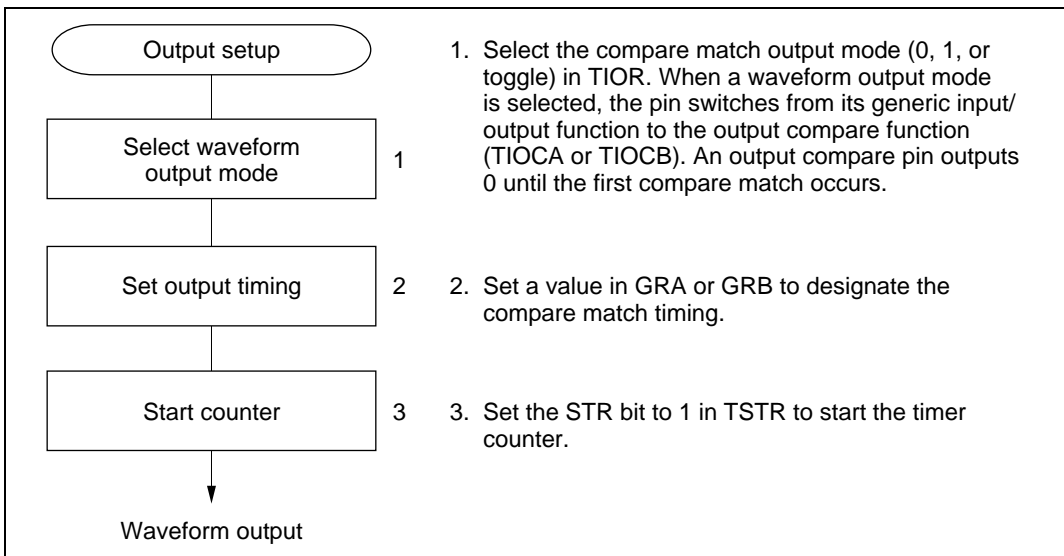 Output setup
Select waveform
output mode
1
1. Select the compare match output mode (0, 1, or
toggle) in TIOR. When a waveform output mode
is selected, the pin switches from its generic input/
output function to the output compare function
(TIOCA or TIOCB). An output compare pin outputs
0 until the first compare match occurs.
Set output timing
2
2. Set a value in GRA or GRB to designate the
compare match timing.
Start counter
3
3. Set the STR bit to 1 in TSTR to start the timer
counter.
Waveform output